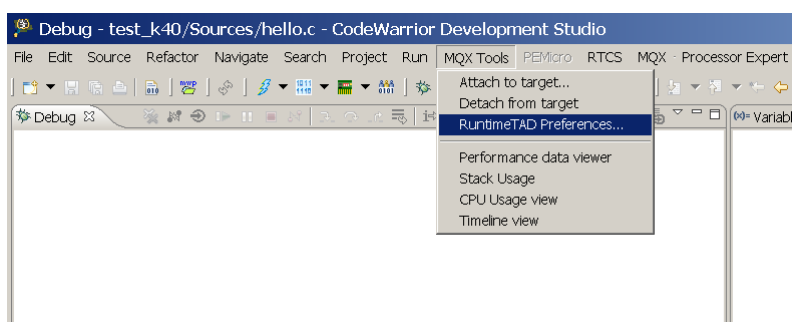 Debug - test_k40/Sources/hello.c - CodeWarrior Development Studio
File Edit Source Refactor Navigate Search Project Run MQX Tools PEMicro RTCS MQX Processor Expert
Attach to target...
Detach from target
Debug
RuntimeTAD Preferences...
(x)= Variabl
Performance data viewer
Stack Usage
CPU Usage view
Timeline view